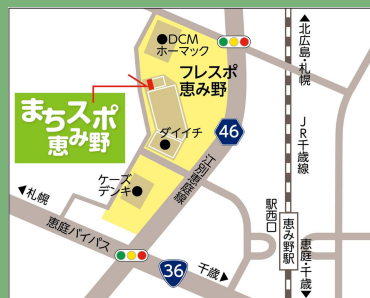 ▲北広島・札幌
●DCM
ホーマック
フレスポ
恵み野
まちスポ
恵み野
46
ダイイチ
JR千歳線
江別恵庭線
ケーズ
デンキ
◀札幌
駅西口
恵み野駅
恵庭・千歳▼
恵庭バイパス
36
千歳▶